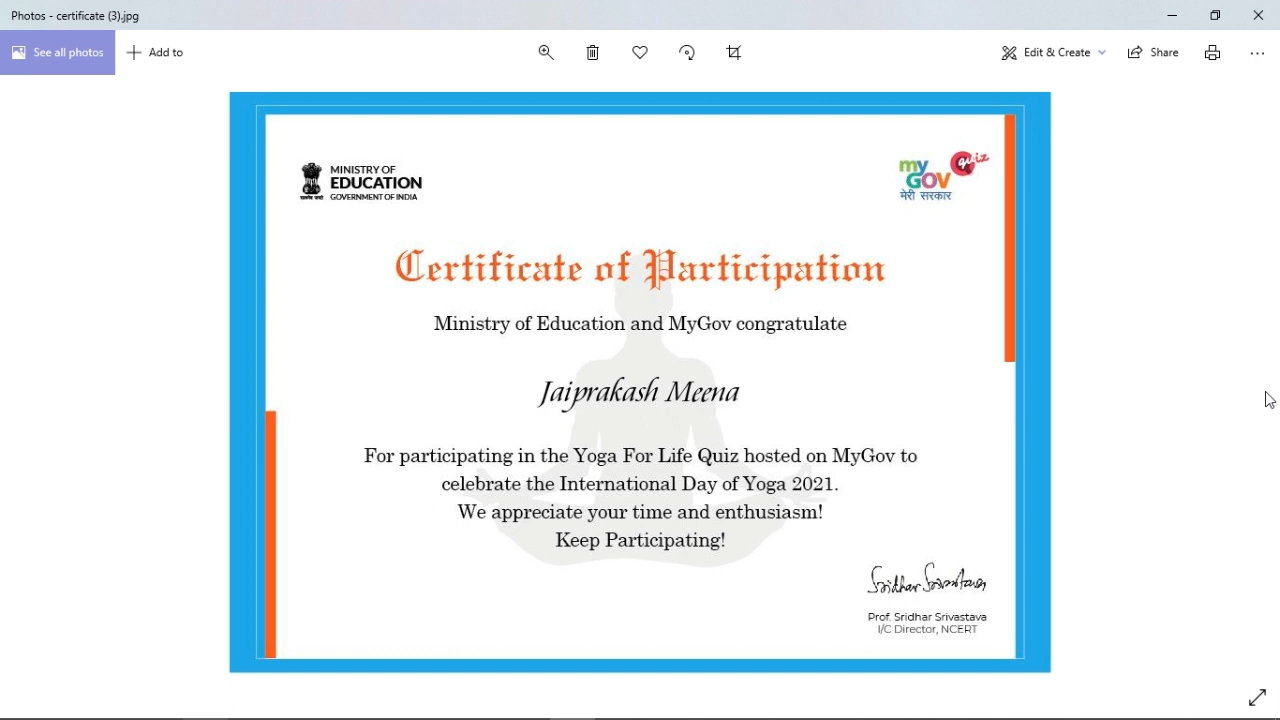 Photos - certificate (3).jpg
See all photos
Add to
Edit & Create
Share
MINISTRY OF
EDUCATION
GOVERNMENT OF INDIA
सत्यमेव जयते
my
GOV
quiz
मेरी सरकार
Certificate of Participation
Ministry of Education and MyGov congratulate
Jaiprakash Meena
For participating in the Yoga For Life Quiz hosted on MyGov to
celebrate the International Day of Yoga 2021.
We appreciate your time and enthusiasm!
Keep Participating!
Sridhar Srivastava
Prof. Sridhar Srivastava
I/C Director, NCERT